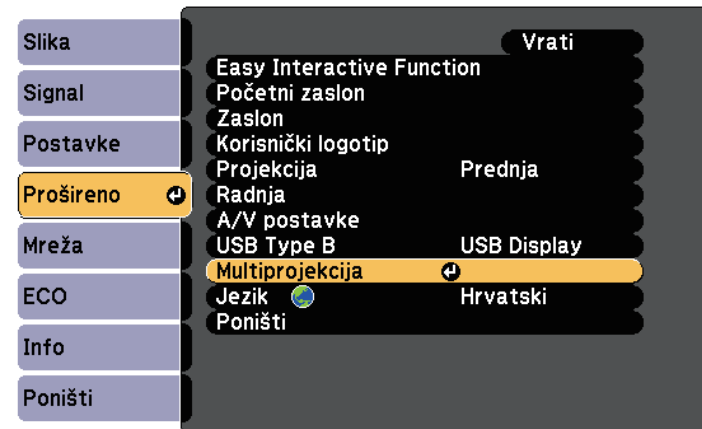 Slika
Signal
Postavke
Prošireno
Mreža
ECO
Info
Poništi
Vrati
Easy Interactive Function
Početni zaslon
Zaslon
Korisnički logotip
Projekcija Prednja
Radnja
A/V postavke
USB Type B USB Display
Multiprojekcija
Jezik Hrvatski
Poništi